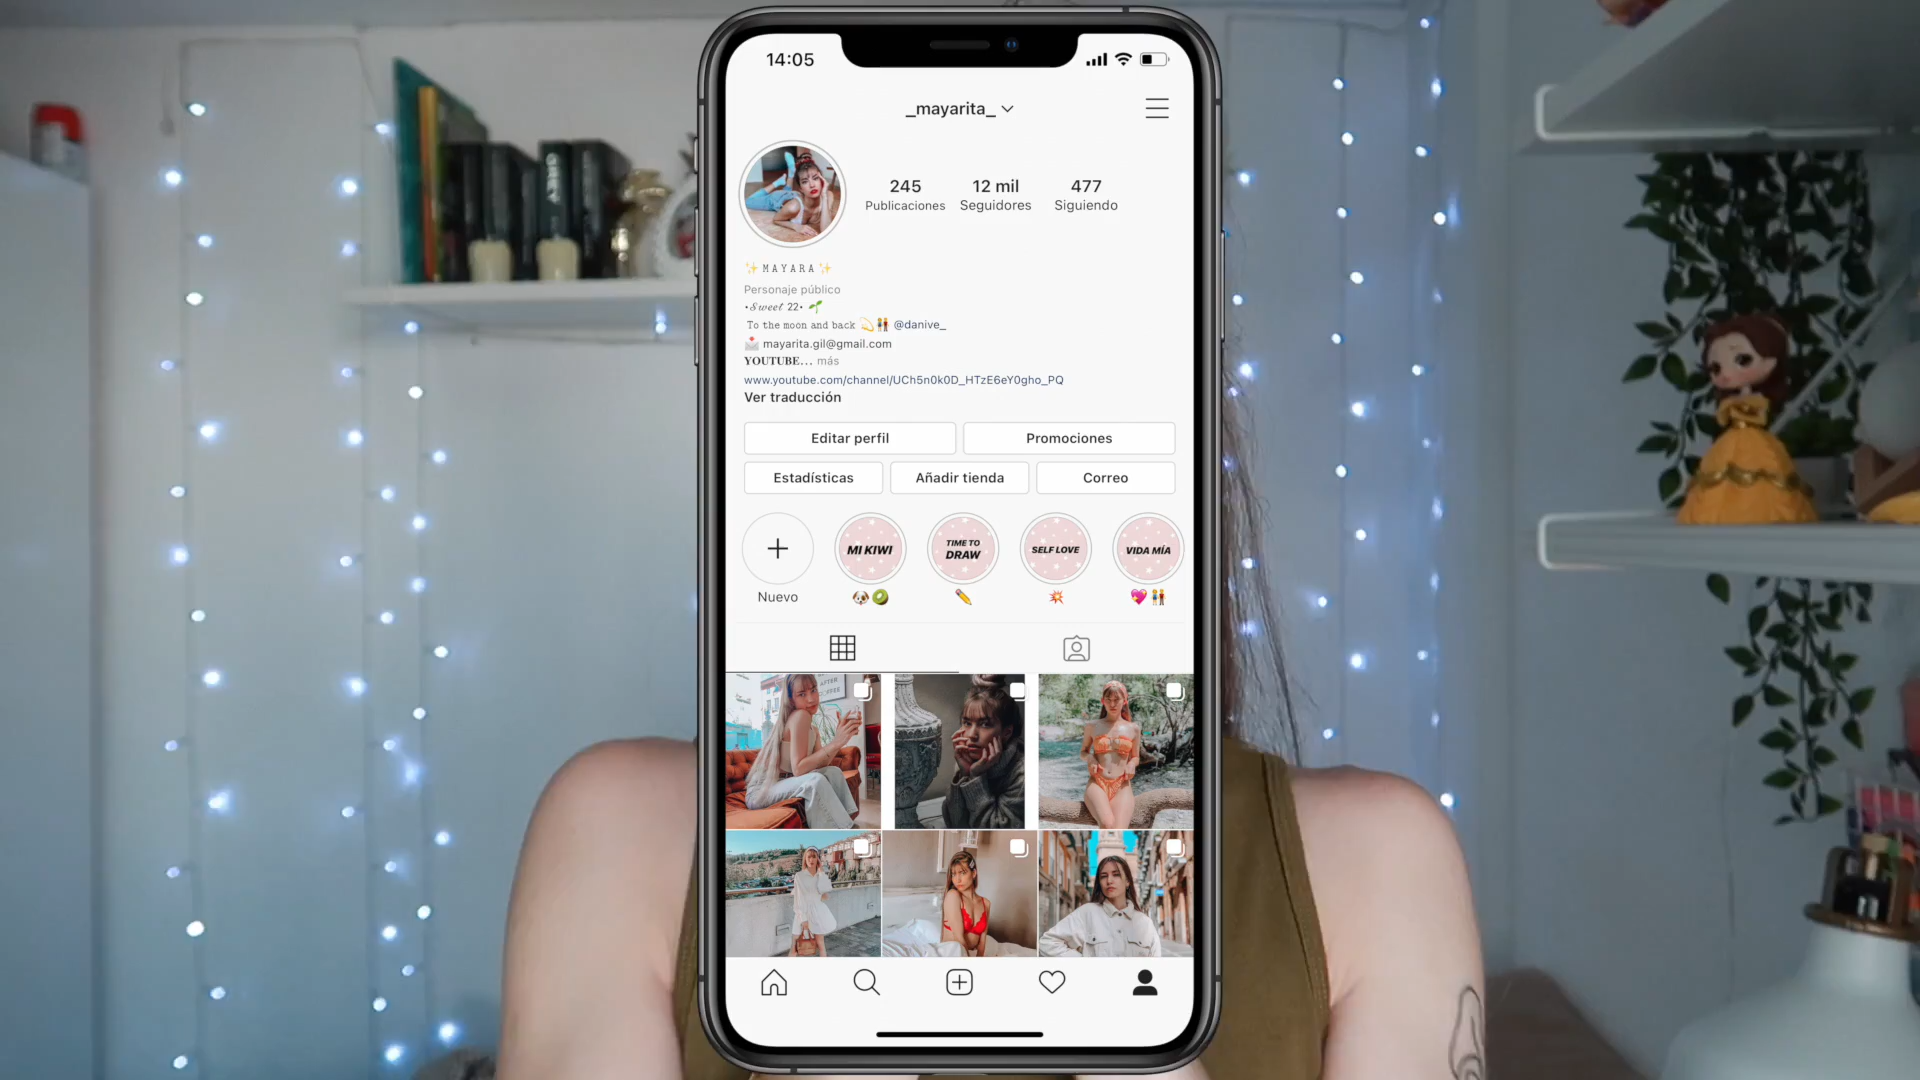 14:05
_mayarita_
245
12 mil
477
Publicaciones
Seguidores
Siguiendo
✨ MAYARA ✨
Personaje público
•𝒮𝓌𝑒𝑒𝓉 22• 🌱
To the moon and back 💫👫 @danive_
📩 mayarita.gil@gmail.com
YOUTUBE... más
www.youtube.com/channel/UCh5n0k0D_HTzE6eY0gho_PQ
Ver traducción
Editar perfil
Promociones
Estadísticas
Añadir tienda
Correo
MI KIWI
TIME TO
DRAW
SELF LOVE
VIDA MÍA
Nuevo
AFTER
COFFEE